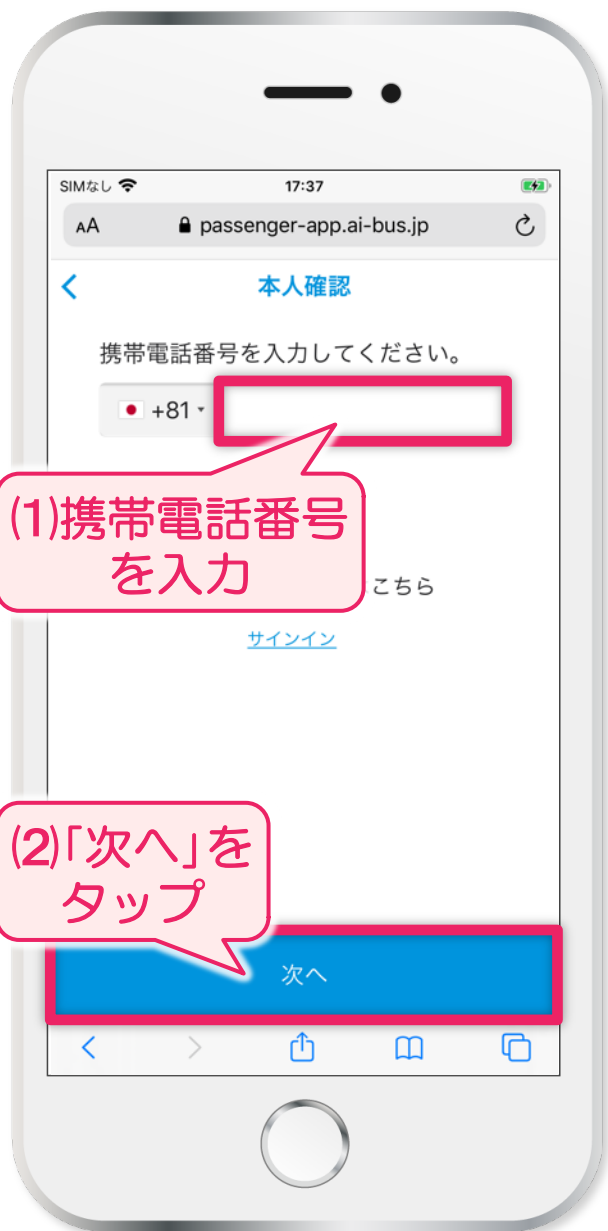 SIMなし 17:37
AA passenger-app.ai-bus.jp
本人確認
携帯電話番号を入力してください。
+81
(1)携帯電話番号
を入力
こちら
サインイン
(2)「次へ」を
タップ
次へ